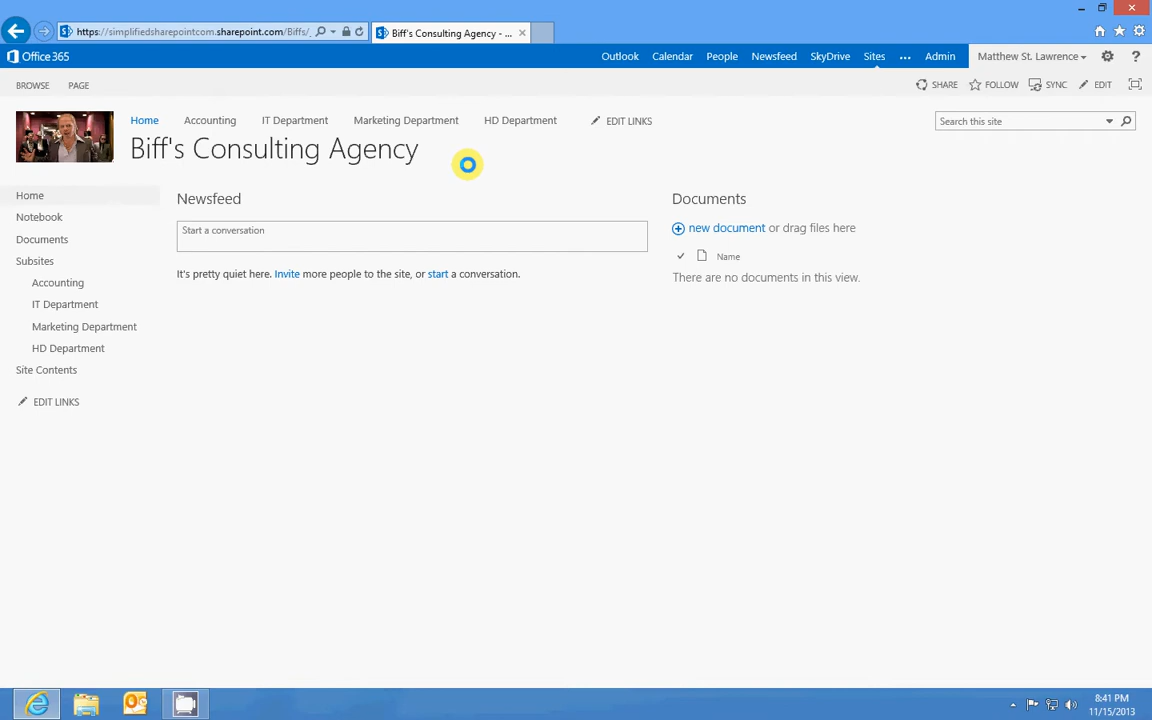 https://simplifiedsharepointcom.sharepoint.com/Biffs/_
Biff's Consulting Agency - ...
Office 365
Outlook Calendar People Newsfeed SkyDrive Sites ... Admin Matthew St. Lawrence ?
BROWSE PAGE
SHARE FOLLOW SYNC EDIT
Home Accounting IT Department Marketing Department HD Department EDIT LINKS
Search this site
Biff's Consulting Agency
Home
Notebook
Documents
Subsites
Accounting
IT Department
Marketing Department
HD Department
Site Contents
EDIT LINKS
Newsfeed
Start a conversation
It's pretty quiet here. Invite more people to the site, or start a conversation.
Documents
new document or drag files here
Name
There are no documents in this view.
8:41 PM
11/15/2013